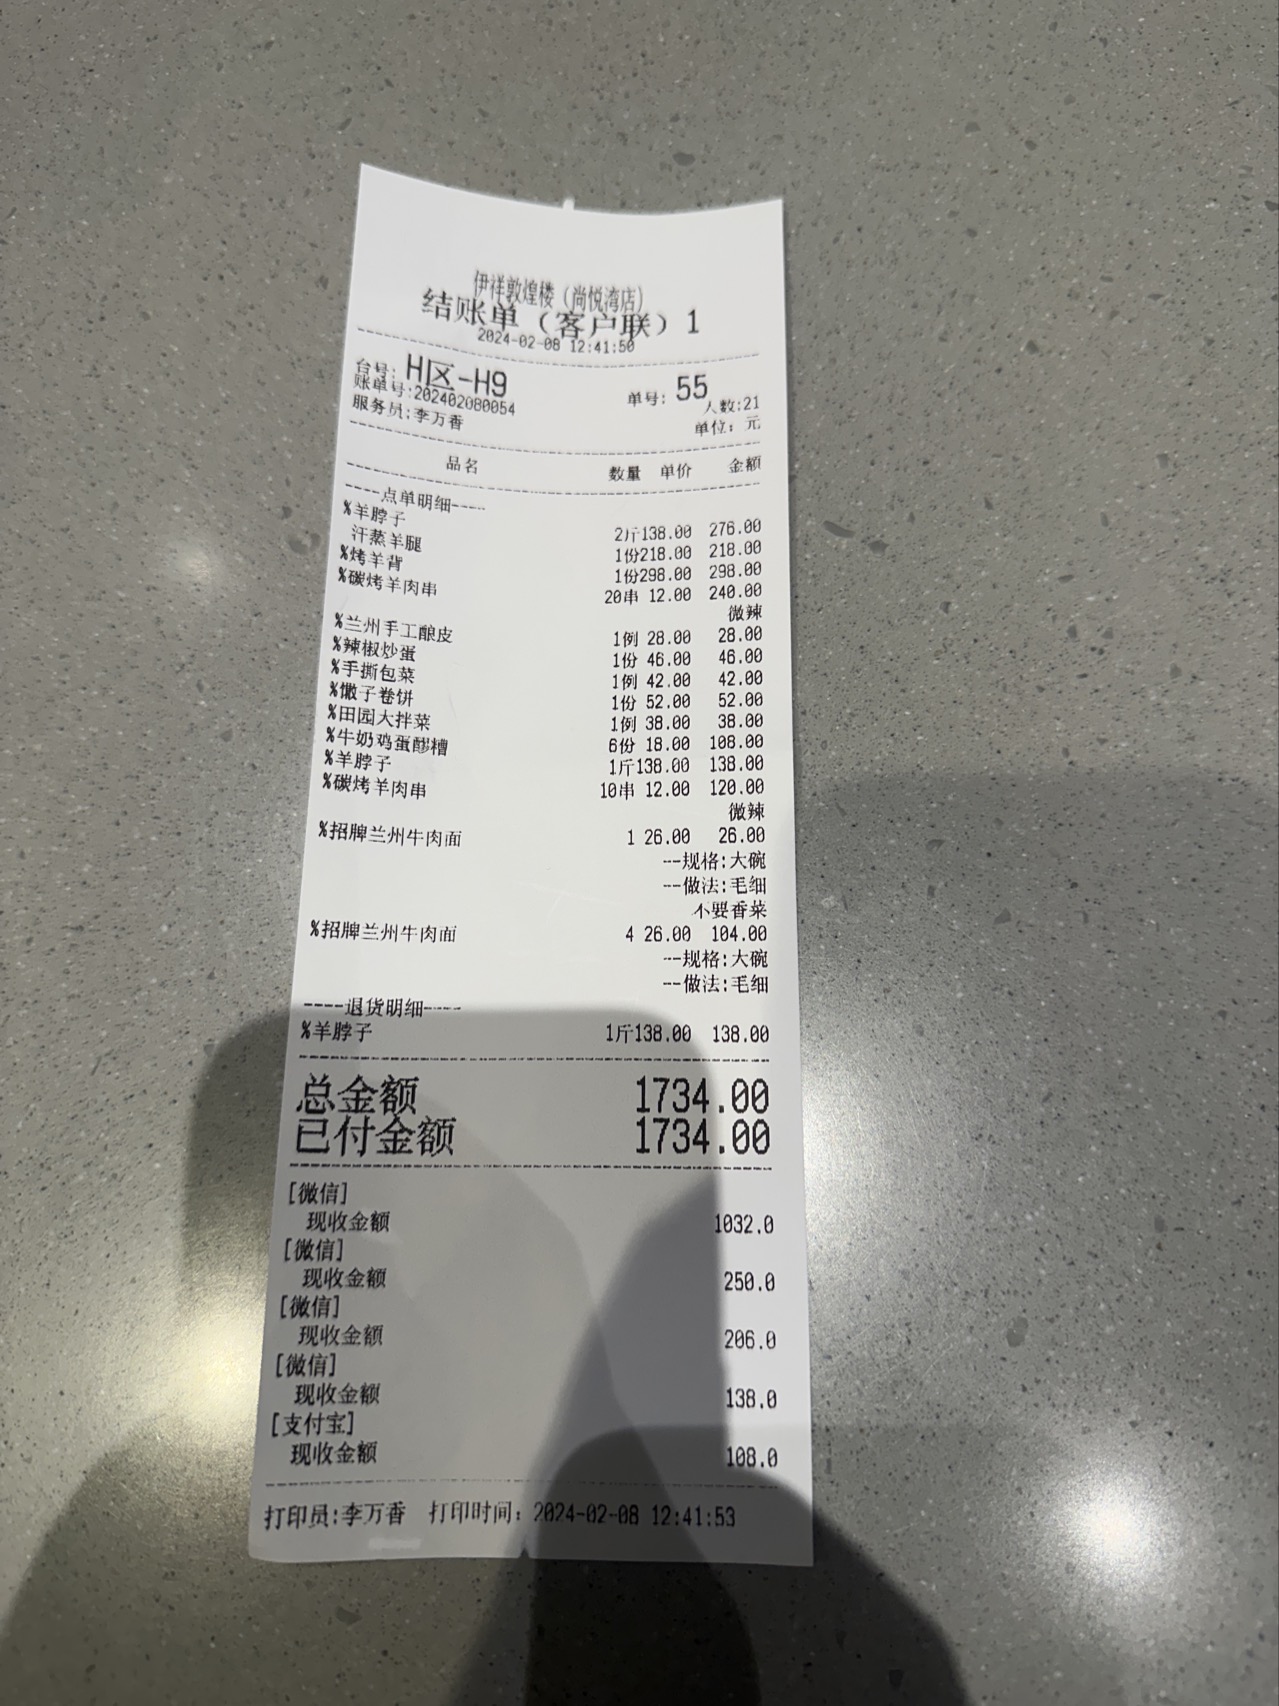 伊祥敦煌楼（尚悦湾店）
结账单（客户联）1
2024-02-08 12:41:50
台号: H区-H9 单号: 55
账单号:202402080054 人数:21
服务员:李万香 单位: 元
品名 数量 单价 金额
----点单明细----
%羊脖子 2斤138.00 276.00
汗蒸羊腿 1份218.00 218.00
%烤羊背 1份298.00 298.00
%碳烤羊肉串 20串 12.00 240.00
微辣
%兰州手工酿皮 1例 28.00 28.00
%辣椒炒蛋 1份 46.00 46.00
%手撕包菜 1例 42.00 42.00
%馓子卷饼 1份 52.00 52.00
%田园大拌菜 1例 38.00 38.00
%牛奶鸡蛋醪糟 6份 18.00 108.00
%羊脖子 1斤138.00 138.00
%碳烤羊肉串 10串 12.00 120.00
微辣
%招牌兰州牛肉面 1 26.00 26.00
--规格:大碗
--做法:毛细
不要香菜
%招牌兰州牛肉面 4 26.00 104.00
--规格:大碗
--做法:毛细
----退货明细----
%羊脖子 1斤138.00 138.00
总金额 1734.00
已付金额 1734.00
[微信]
现收金额 1032.0
[微信]
现收金额 250.0
[微信]
现收金额 206.0
[微信]
现收金额 138.0
[支付宝]
现收金额 108.0
打印员:李万香 打印时间: 2024-02-08 12:41:53